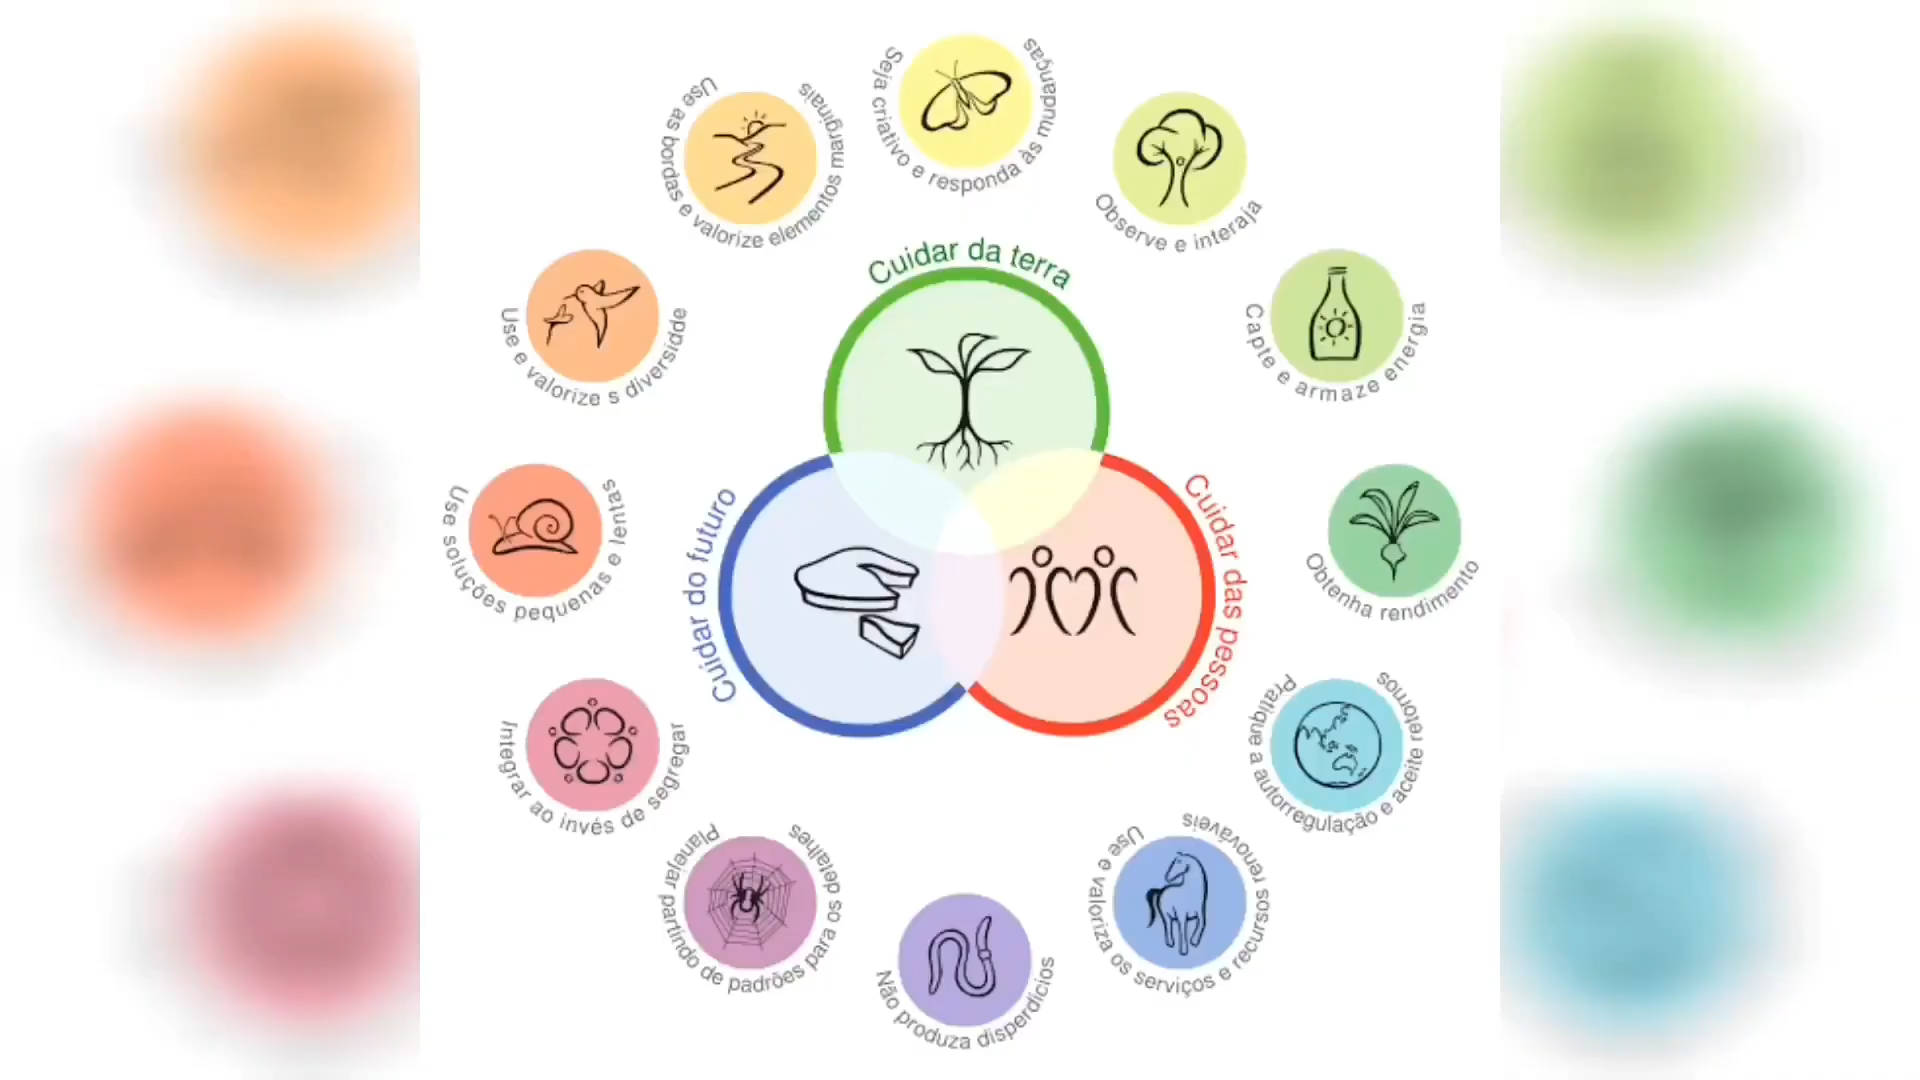 Seja criativo e responda às mudanças
Observe e interaja
Capte e armaze energia
Obtenha rendimento
Pratique a autorregulação e aceite retornos
Use e valoriza os serviços e recursos renováveis
Não produza disperdícios
Planejar partindo de padrões para os detalhes
Integrar ao invés de segregar
Use soluções pequenas e lentas
Use e valorize s diversidde
Use as bordas e valorize elementos marginais
Cuidar da terra
Cuidar das pessoas
Cuidar do futuro